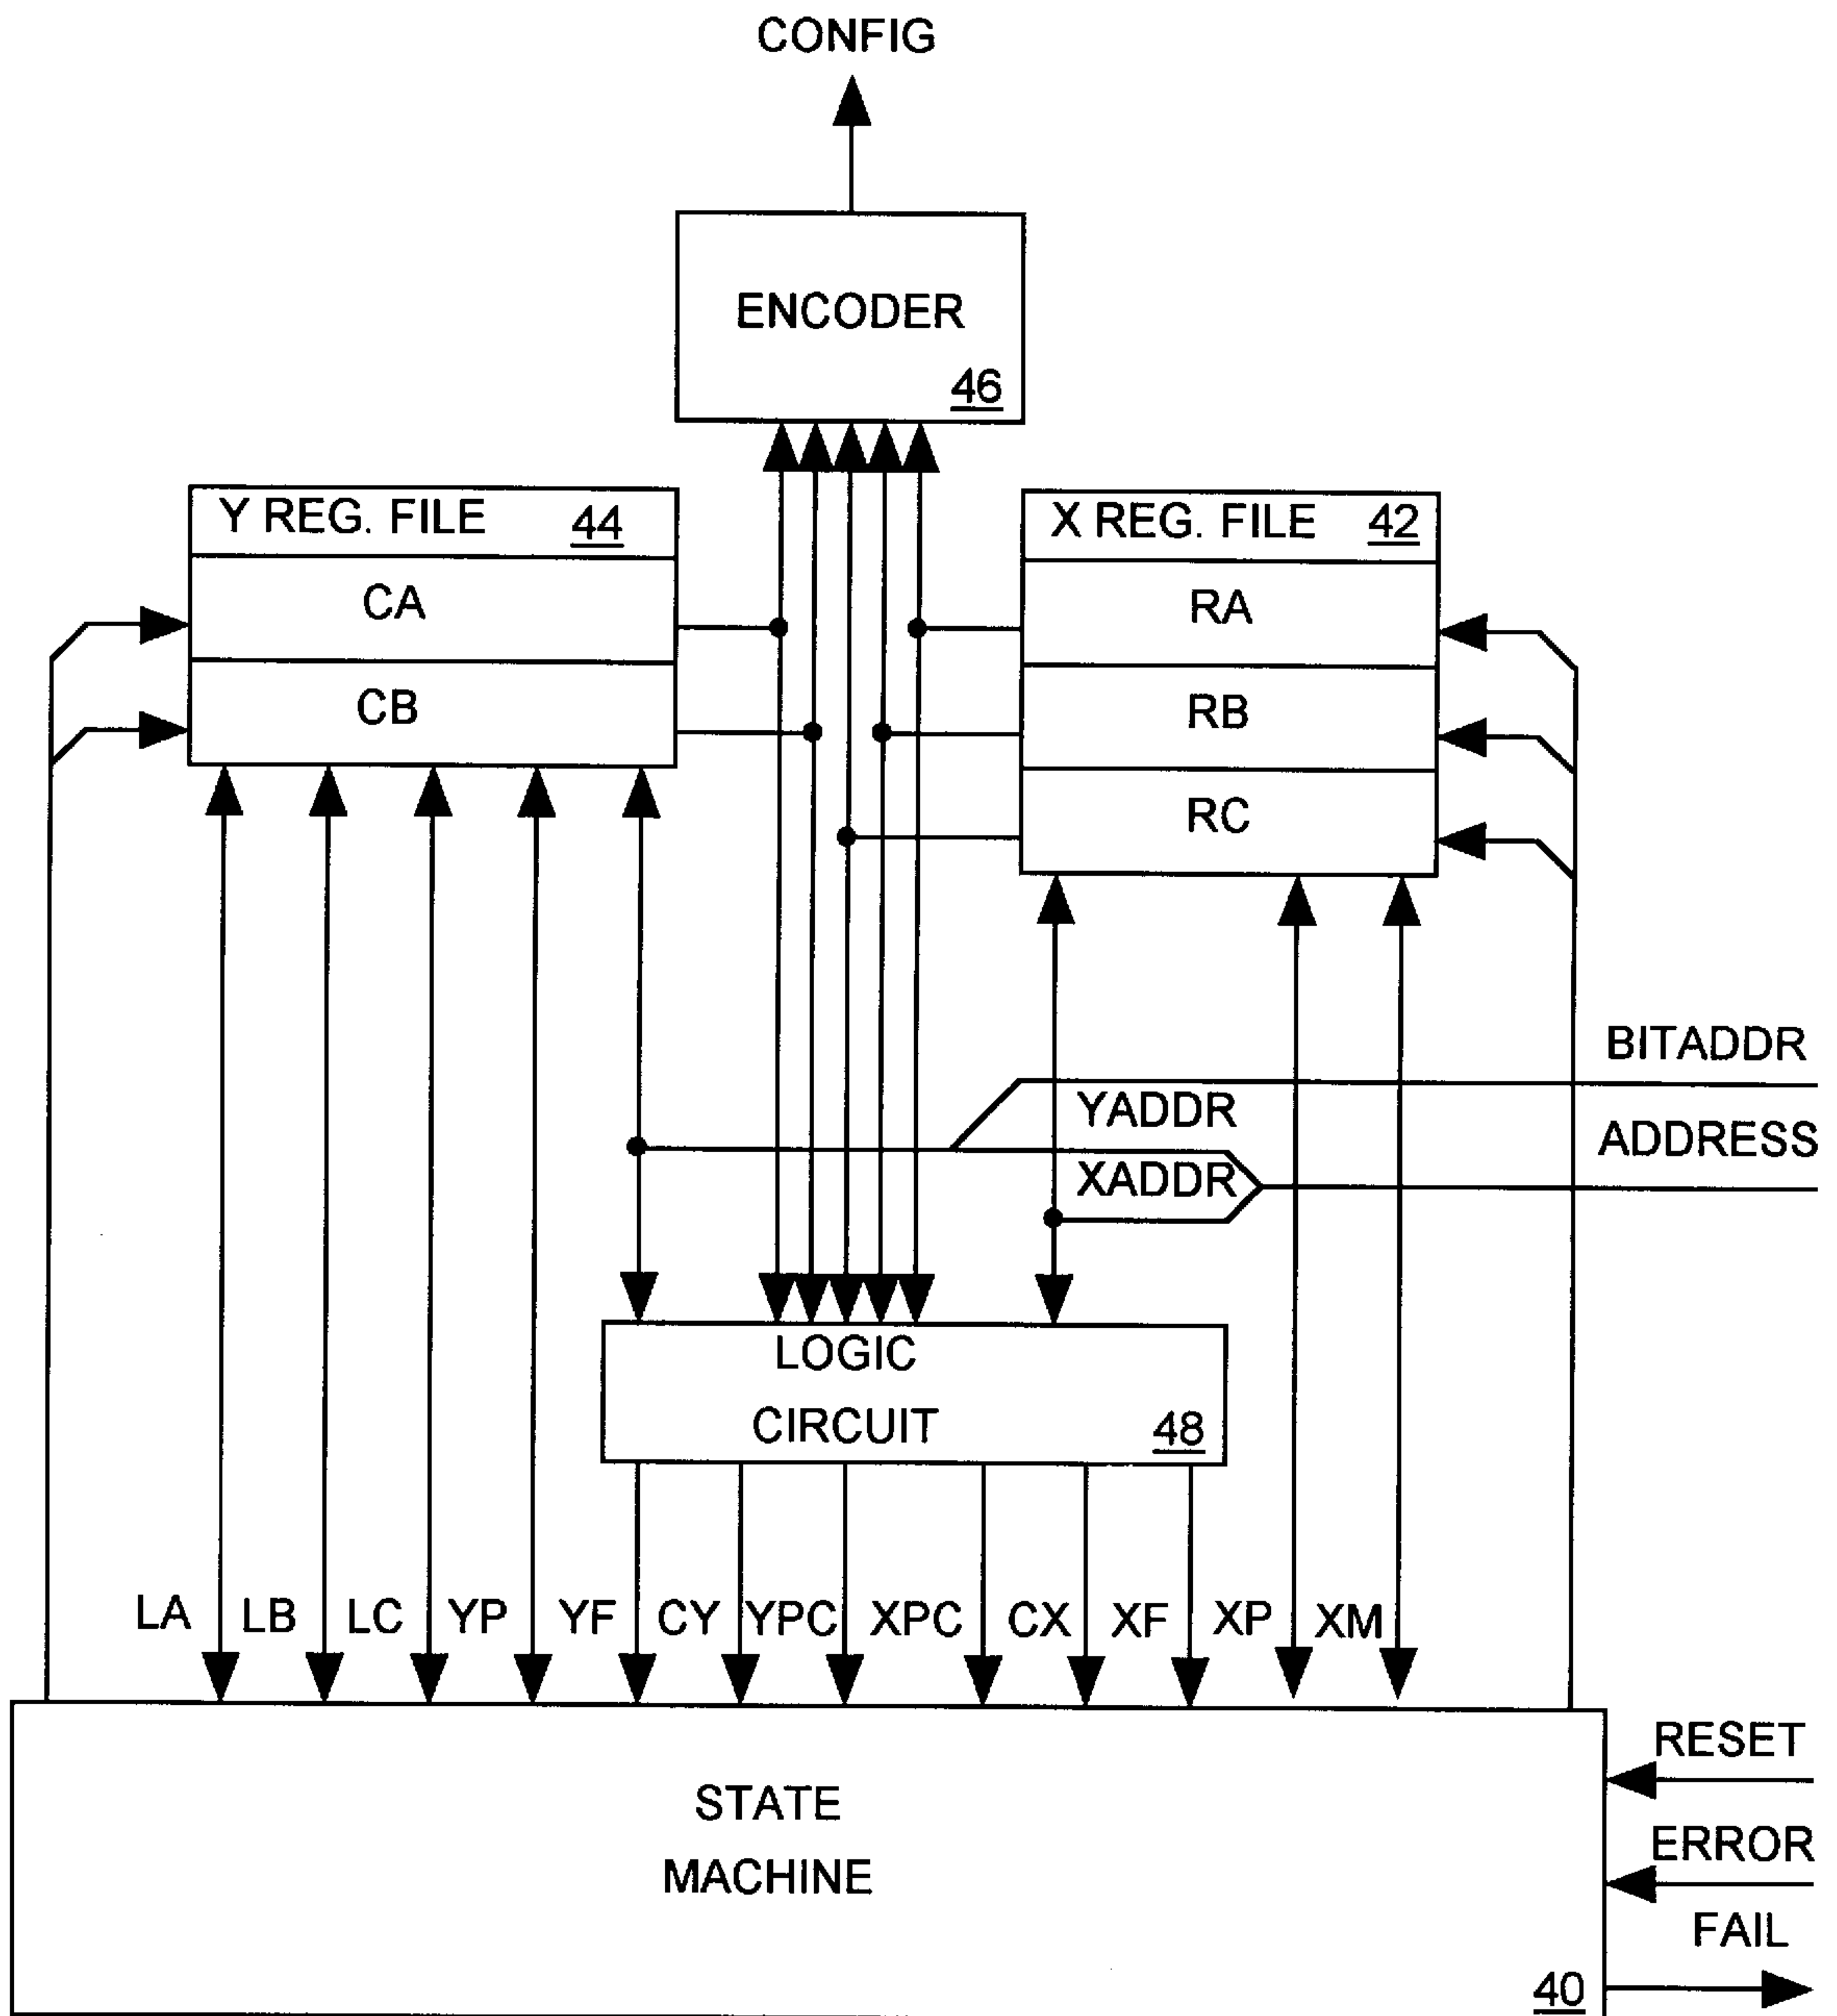 CONFIG
ENCODER
46
Y REG. FILE 44
X REG. FILE 42
CA
RA
CB
RB
RC
BITADDR
YADDR
ADDRESS
XADDR
LOGIC
CIRCUIT
48
LA LB LC YP YF CY YPC XPC CX XF XP XM
RESET
STATE
ERROR
MACHINE
FAIL
40